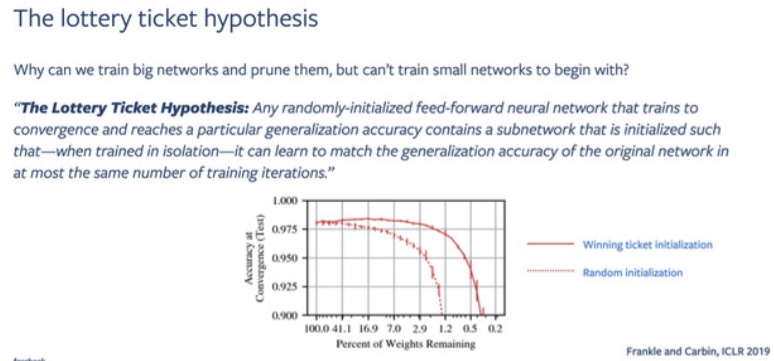 The lottery ticket hypothesis
Why can we train big networks and prune them, but can't train small networks to begin with?
"The Lottery Ticket Hypothesis: Any randomly-initialized feed-forward neural network that trains to
convergence and reaches a particular generalization accuracy contains a subnetwork that is initialized such
that—when trained in isolation—it can learn to match the generalization accuracy of the original network in
at most the same number of training iterations."
Accuracy at
Convergence (Test)
1.000
0.975
0.950
0.925
0.900
100.0 41.1 16.9 7.0 2.9 1.2 0.5 0.2
Percent of Weights Remaining
Winning ticket initialization
Random initialization
Frankle and Carbin, ICLR 2019